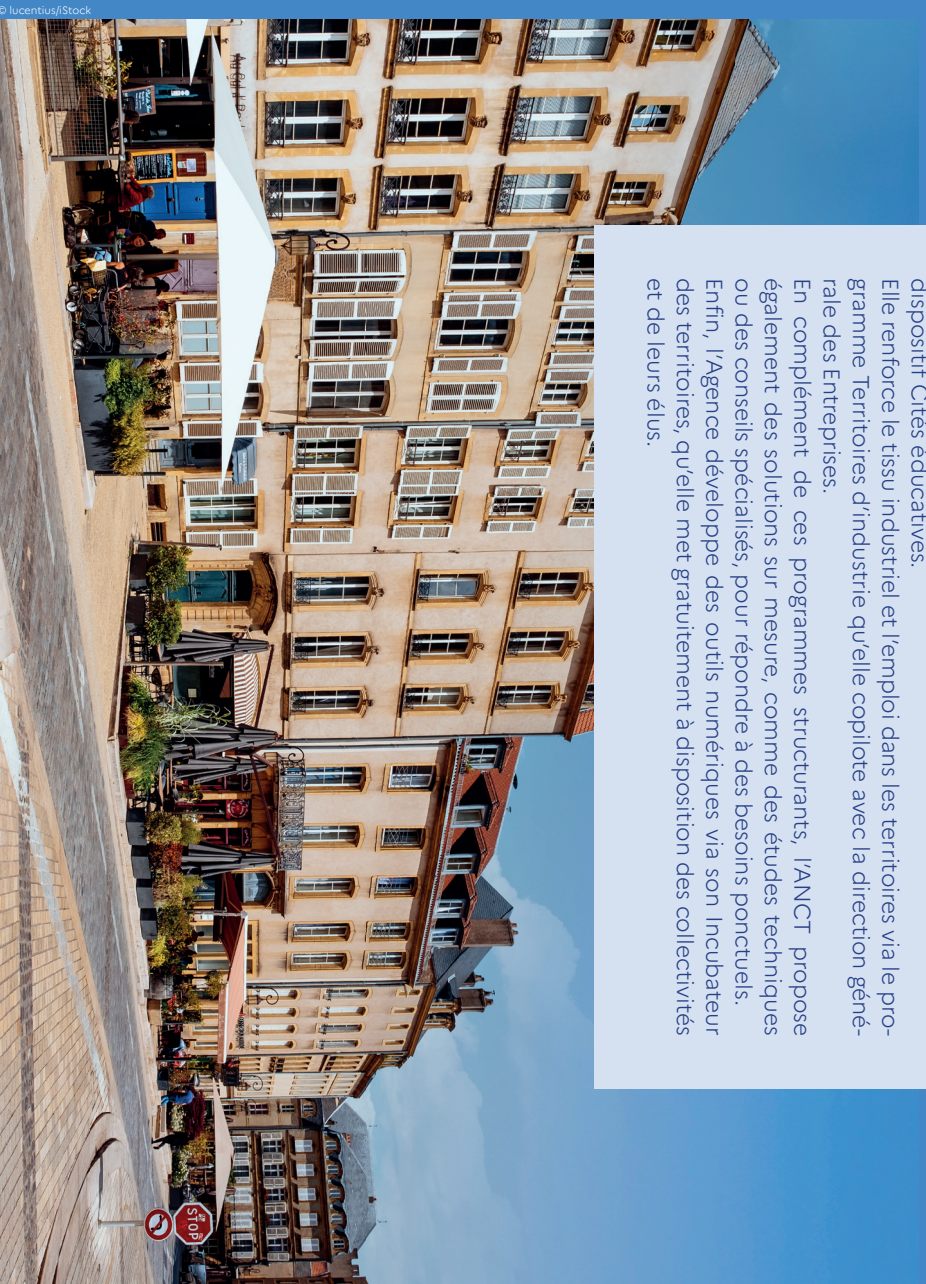 © lucentius/iStock
dispositif Cités éducatives.
Elle renforce le tissu industriel et l’emploi dans les territoires via le pro-
gramme Territoires d’industrie qu’elle copilote avec la direction géné-
rale des Entreprises.
En complément de ces programmes structurants, l’ANCT propose
également des solutions sur mesure, comme des études techniques
ou des conseils spécialisés, pour répondre à des besoins ponctuels.
Enfin, l’Agence développe des outils numériques via son Incubateur
des territoires, qu’elle met gratuitement à disposition des collectivités
et de leurs élus.
STOP